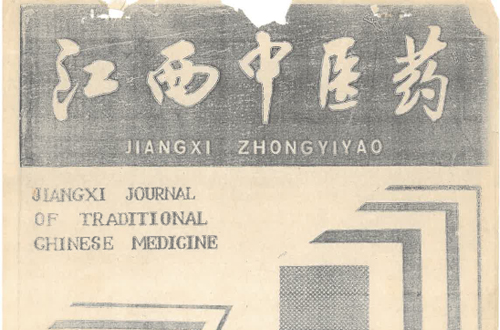 江西中医药
JIANGXI ZHONGYIYAO
JIANGXI JOURNAL
OF TRADITIONAL
CHINESE MEDICINE